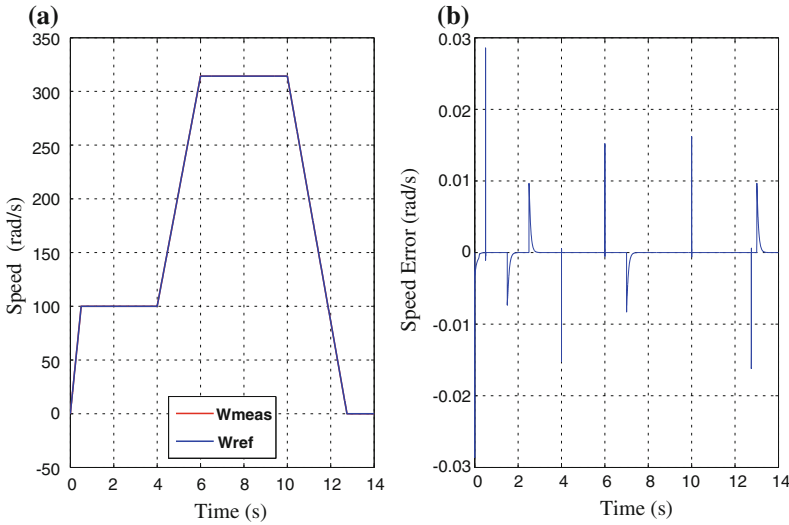 (a)
350
300
250
200
150
100
50
0
-50
Speed (rad/s)
Wmeas
Wref
0 2 4 6 8 10 12 14
Time (s)
(b)
0.03
0.02
0.01
0
-0.01
-0.02
-0.03
Speed Error (rad/s)
0 2 4 6 8 10 12 14
Time (s)